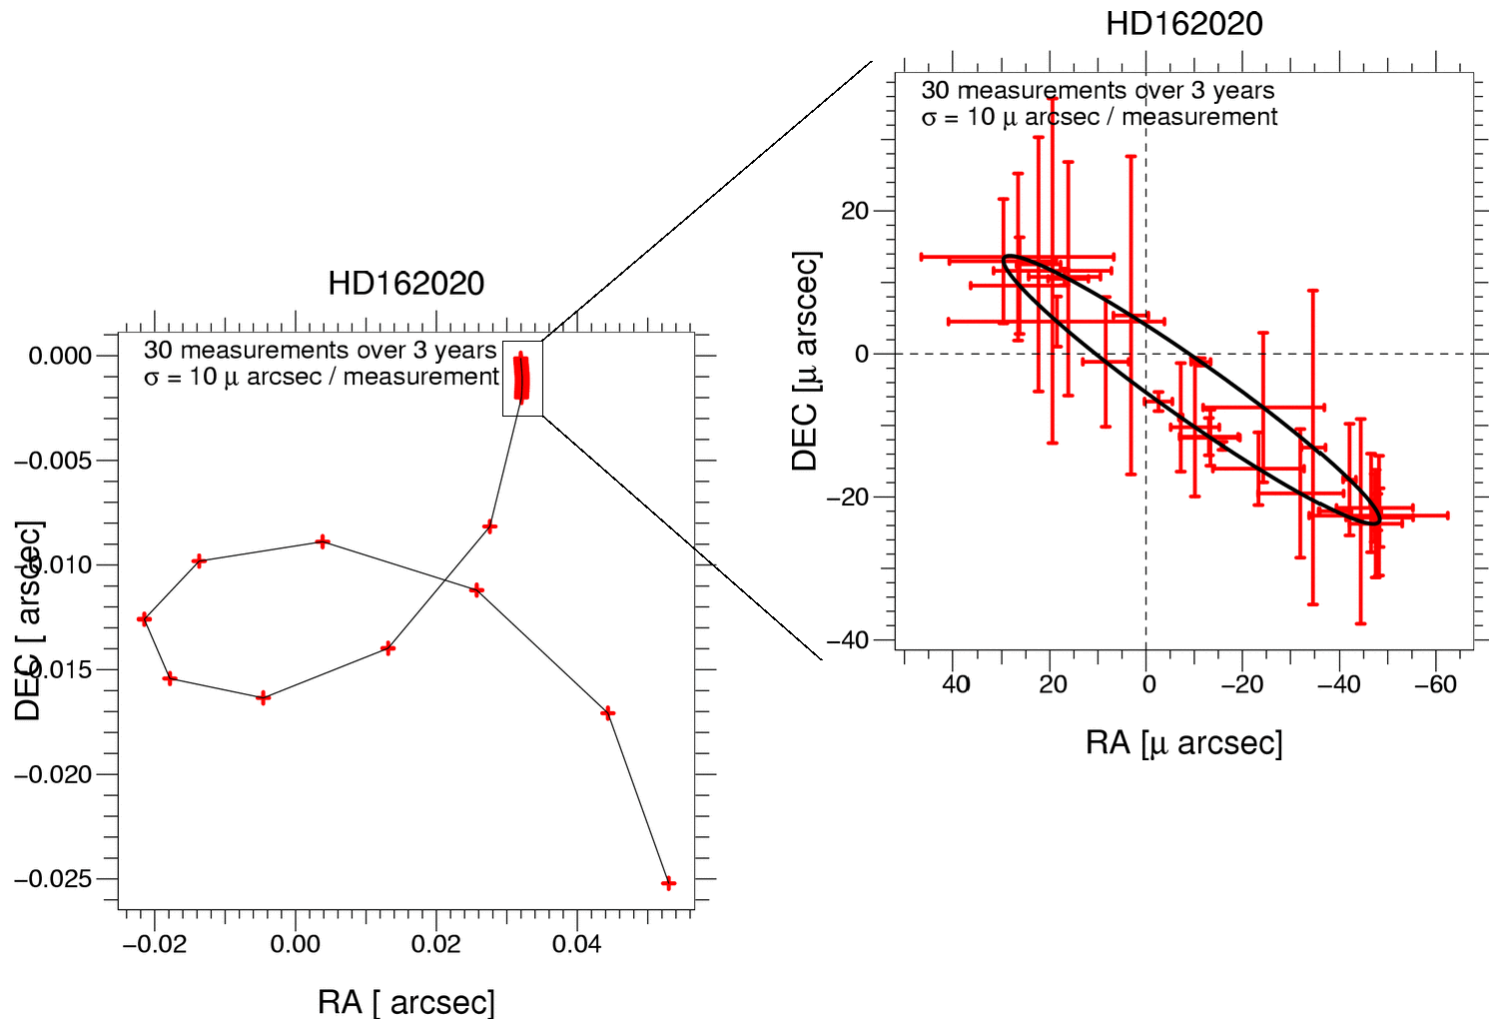 HD162020
30 measurements over 3 years
σ = 10 μ arcsec / measurement
DEC [ arsec]
0.000
−0.005
−0.010
−0.015
−0.020
−0.025
−0.02
0.00
0.02
0.04
RA [ arcsec]
HD162020
30 measurements over 3 years
σ = 10 μ arcsec / measurement
DEC [μ arscec]
20
0
−20
−40
40
20
0
−20
−40
−60
RA [μ arcsec]